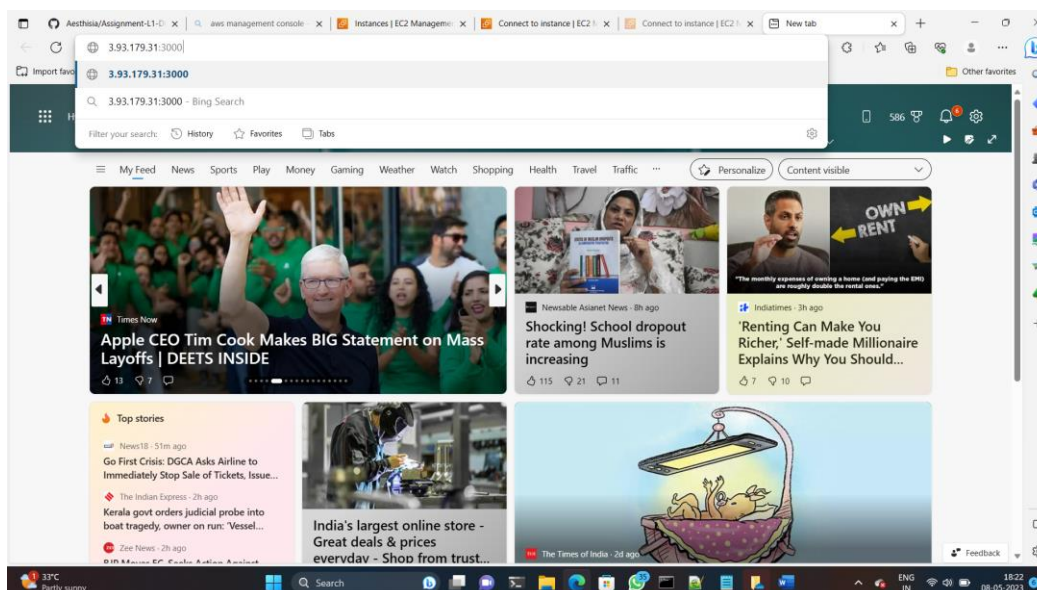 Aesthisia/Assignment-L1-D
aws management console -
Instances | EC2 Managemen
Connect to instance | EC2 M
Connect to instance | EC2 M
New tab
3.93.179.31:3000
Import favo
Other favorites
3.93.179.31:3000
3.93.179.31:3000 - Bing Search
586
6
Filter your search:
History
Favorites
Tabs
My Feed
News
Sports
Play
Money
Gaming
Weather
Watch
Shopping
Health
Travel
Traffic
Personalize
Content visible
OWN
RENT
"The monthly expenses of owning a home (and paying the EMI)
are roughly double the rental ones."
TN Times Now
Apple CEO Tim Cook Makes BIG Statement on Mass
Layoffs | DEETS INSIDE
13 7
Newsable Asianet News · 8h ago
Shocking! School dropout
rate among Muslims is
increasing
115 21 11
Indiatimes · 3h ago
'Renting Can Make You
Richer,' Self-made Millionaire
Explains Why You Should...
7 10
Top stories
News18 · 51m ago
Go First Crisis: DGCA Asks Airline to
Immediately Stop Sale of Tickets, Issue...
The Indian Express · 2h ago
Kerala govt orders judicial probe into
boat tragedy, owner on run: 'Vessel...
Zee News · 2h ago
BJP Moves EC, Seeks Action Against
India's largest online store -
Great deals & prices
everyday - Shop from trust...
The Times of India · 2d ago
Feedback
33°C
Partly sunny
Search
ENG
IN
18:22
08-05-2023